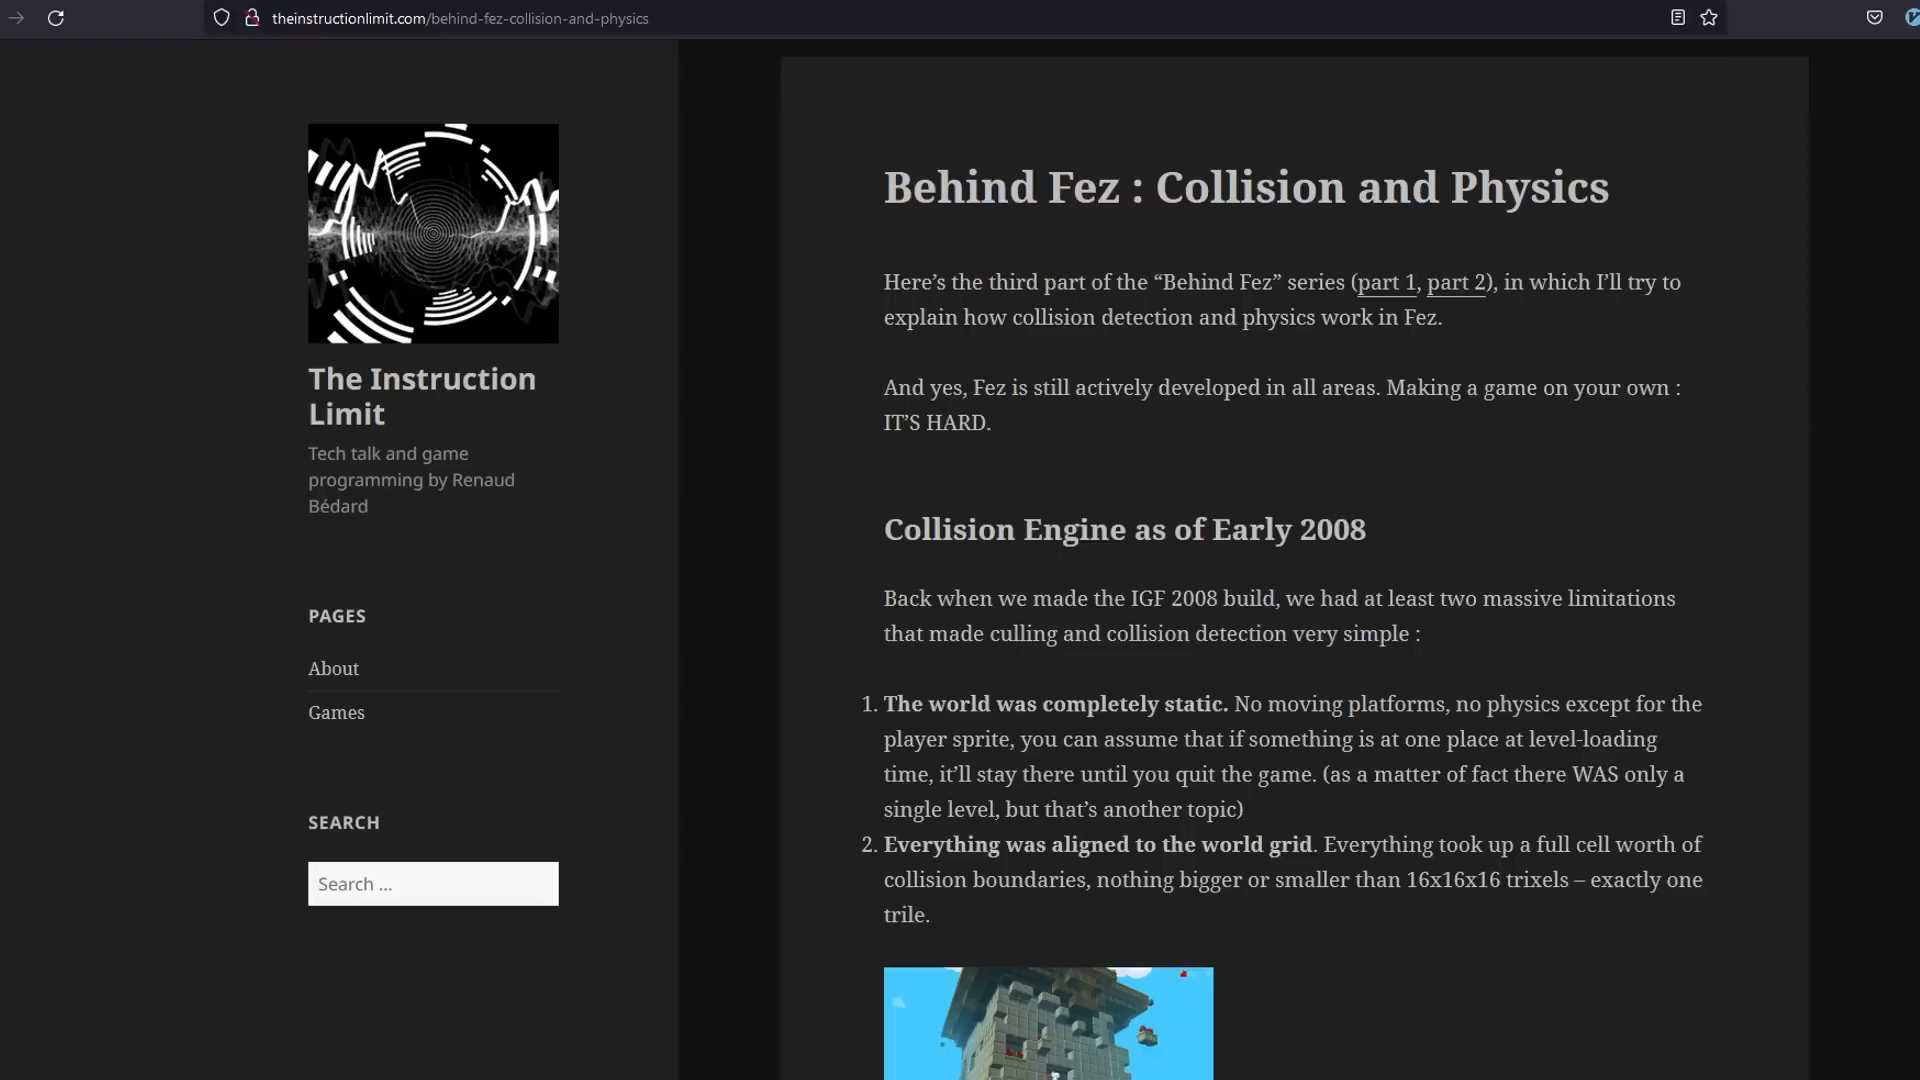 theinstructionlimit.com/behind-fez-collision-and-physics
The Instruction
Limit
Tech talk and game
programming by Renaud
Bédard
PAGES
About
Games
SEARCH
Search ...
Behind Fez : Collision and Physics
Here’s the third part of the “Behind Fez” series (part 1, part 2), in which I’ll try to
explain how collision detection and physics work in Fez.
And yes, Fez is still actively developed in all areas. Making a game on your own :
IT’S HARD.
Collision Engine as of Early 2008
Back when we made the IGF 2008 build, we had at least two massive limitations
that made culling and collision detection very simple :
1. The world was completely static. No moving platforms, no physics except for the
player sprite, you can assume that if something is at one place at level-loading
time, it’ll stay there until you quit the game. (as a matter of fact there WAS only a
single level, but that’s another topic)
2. Everything was aligned to the world grid. Everything took up a full cell worth of
collision boundaries, nothing bigger or smaller than 16x16x16 trixels – exactly one
trile.